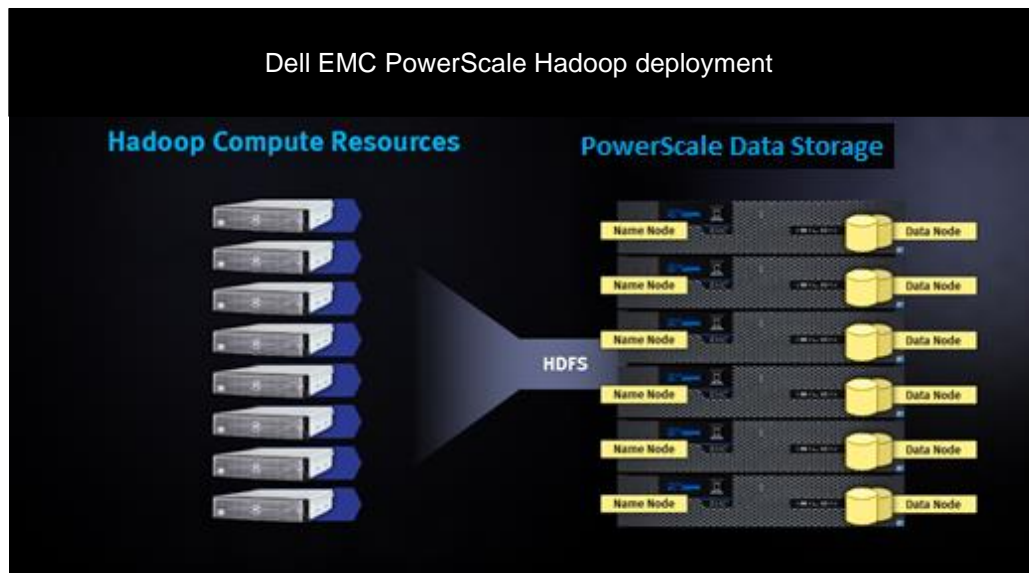 Dell EMC PowerScale Hadoop deployment
Hadoop Compute Resources
PowerScale Data Storage
Name Node
Data Node
Name Node
Data Node
Name Node
Data Node
HDFS
Name Node
Data Node
Name Node
Data Node
Name Node
Data Node